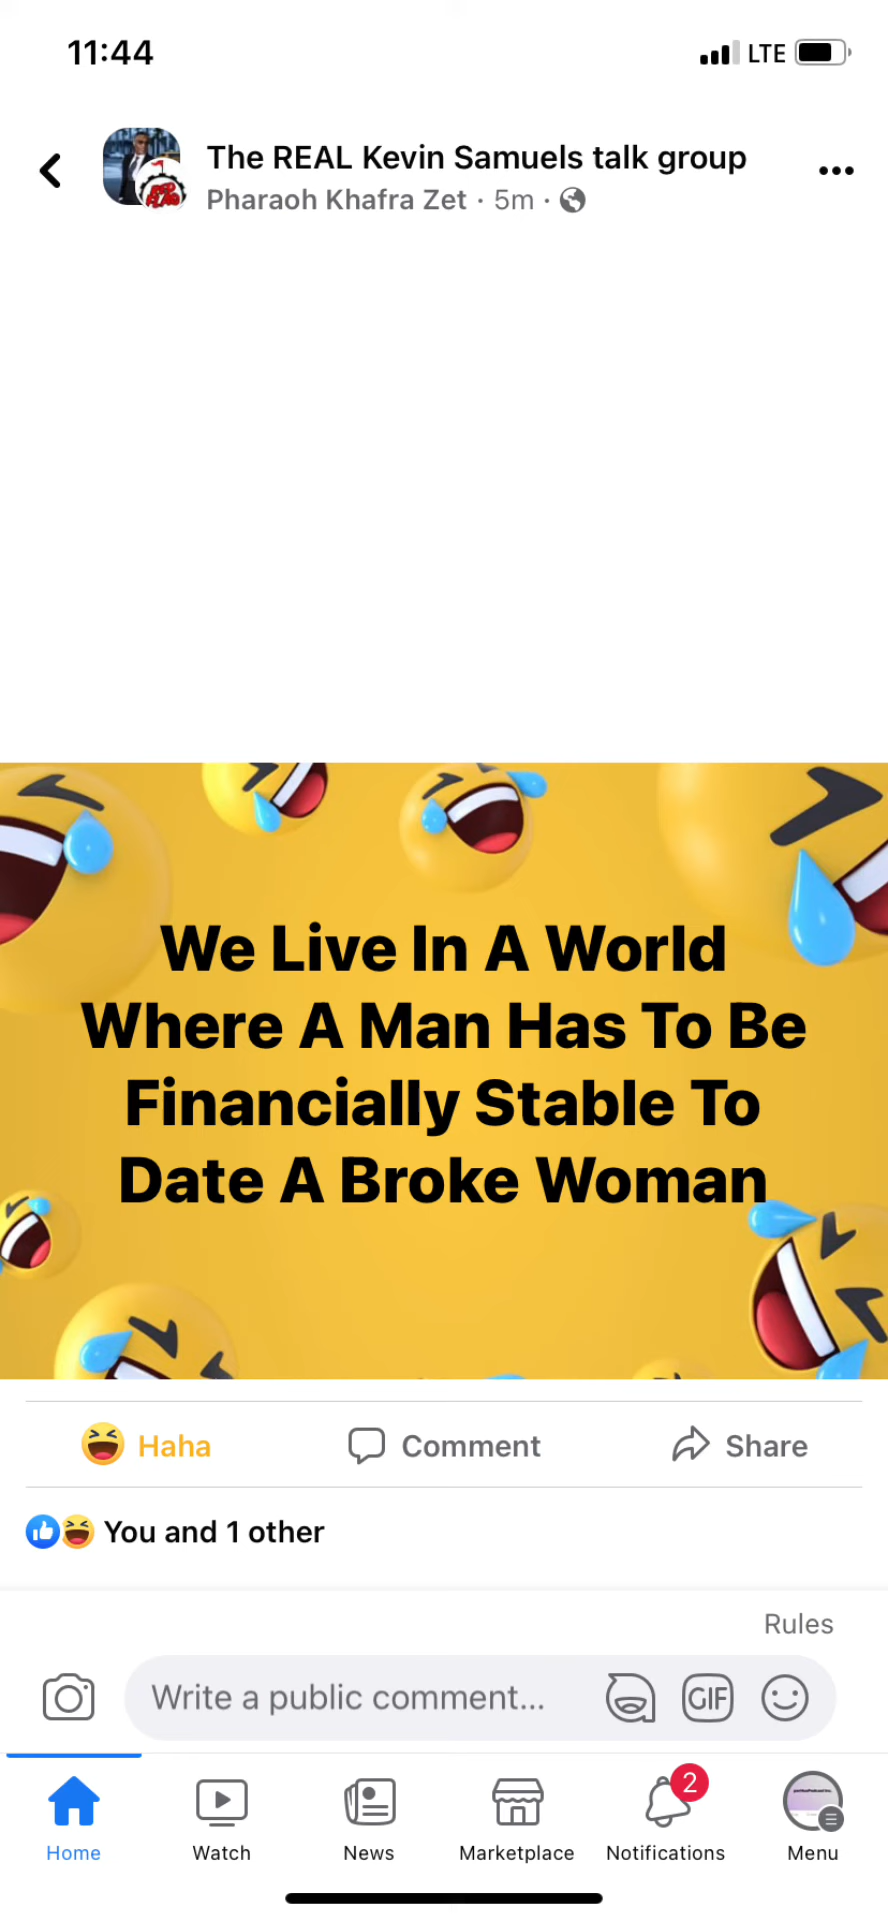 11:44
LTE
The REAL Kevin Samuels talk group
Pharaoh Khafra Zet · 5m ·
RED FLAG
We Live In A World
Where A Man Has To Be
Financially Stable To
Date A Broke Woman
Haha
Comment
Share
You and 1 other
Rules
Write a public comment...
GIF
2
Home
Watch
News
Marketplace
Notifications
Menu